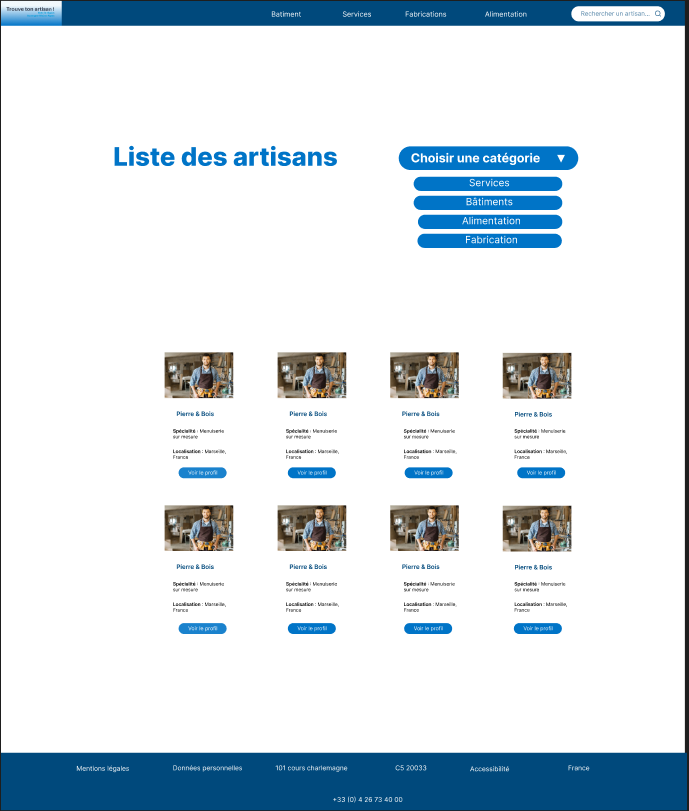 Trouve ton artisan !
Batiment Services Fabrications Alimentation Rechercher un artisan...
Liste des artisans
Choisir une catégorie ▼
Services
Bâtiments
Alimentation
Fabrication
Pierre & Bois Pierre & Bois Pierre & Bois Pierre & Bois
Spécialité : Menuiserie Spécialité : Menuiserie Spécialité : Menuiserie Spécialité : Menuiserie
sur mesure sur mesure sur mesure sur mesure
Localisation : Marseille, Localisation : Marseille, Localisation : Marseille, Localisation : Marseille,
France France France France
Voir le profil Voir le profil Voir le profil Voir le profil
Pierre & Bois Pierre & Bois Pierre & Bois Pierre & Bois
Spécialité : Menuiserie Spécialité : Menuiserie Spécialité : Menuiserie Spécialité : Menuiserie
sur mesure sur mesure sur mesure sur mesure
Localisation : Marseille, Localisation : Marseille, Localisation : Marseille, Localisation : Marseille,
France France France France
Voir le profil Voir le profil Voir le profil Voir le profil
Mentions légales Données personnelles 101 cours charlemagne CS 20033 Accessibilité France
+33 (0) 4 26 73 40 00